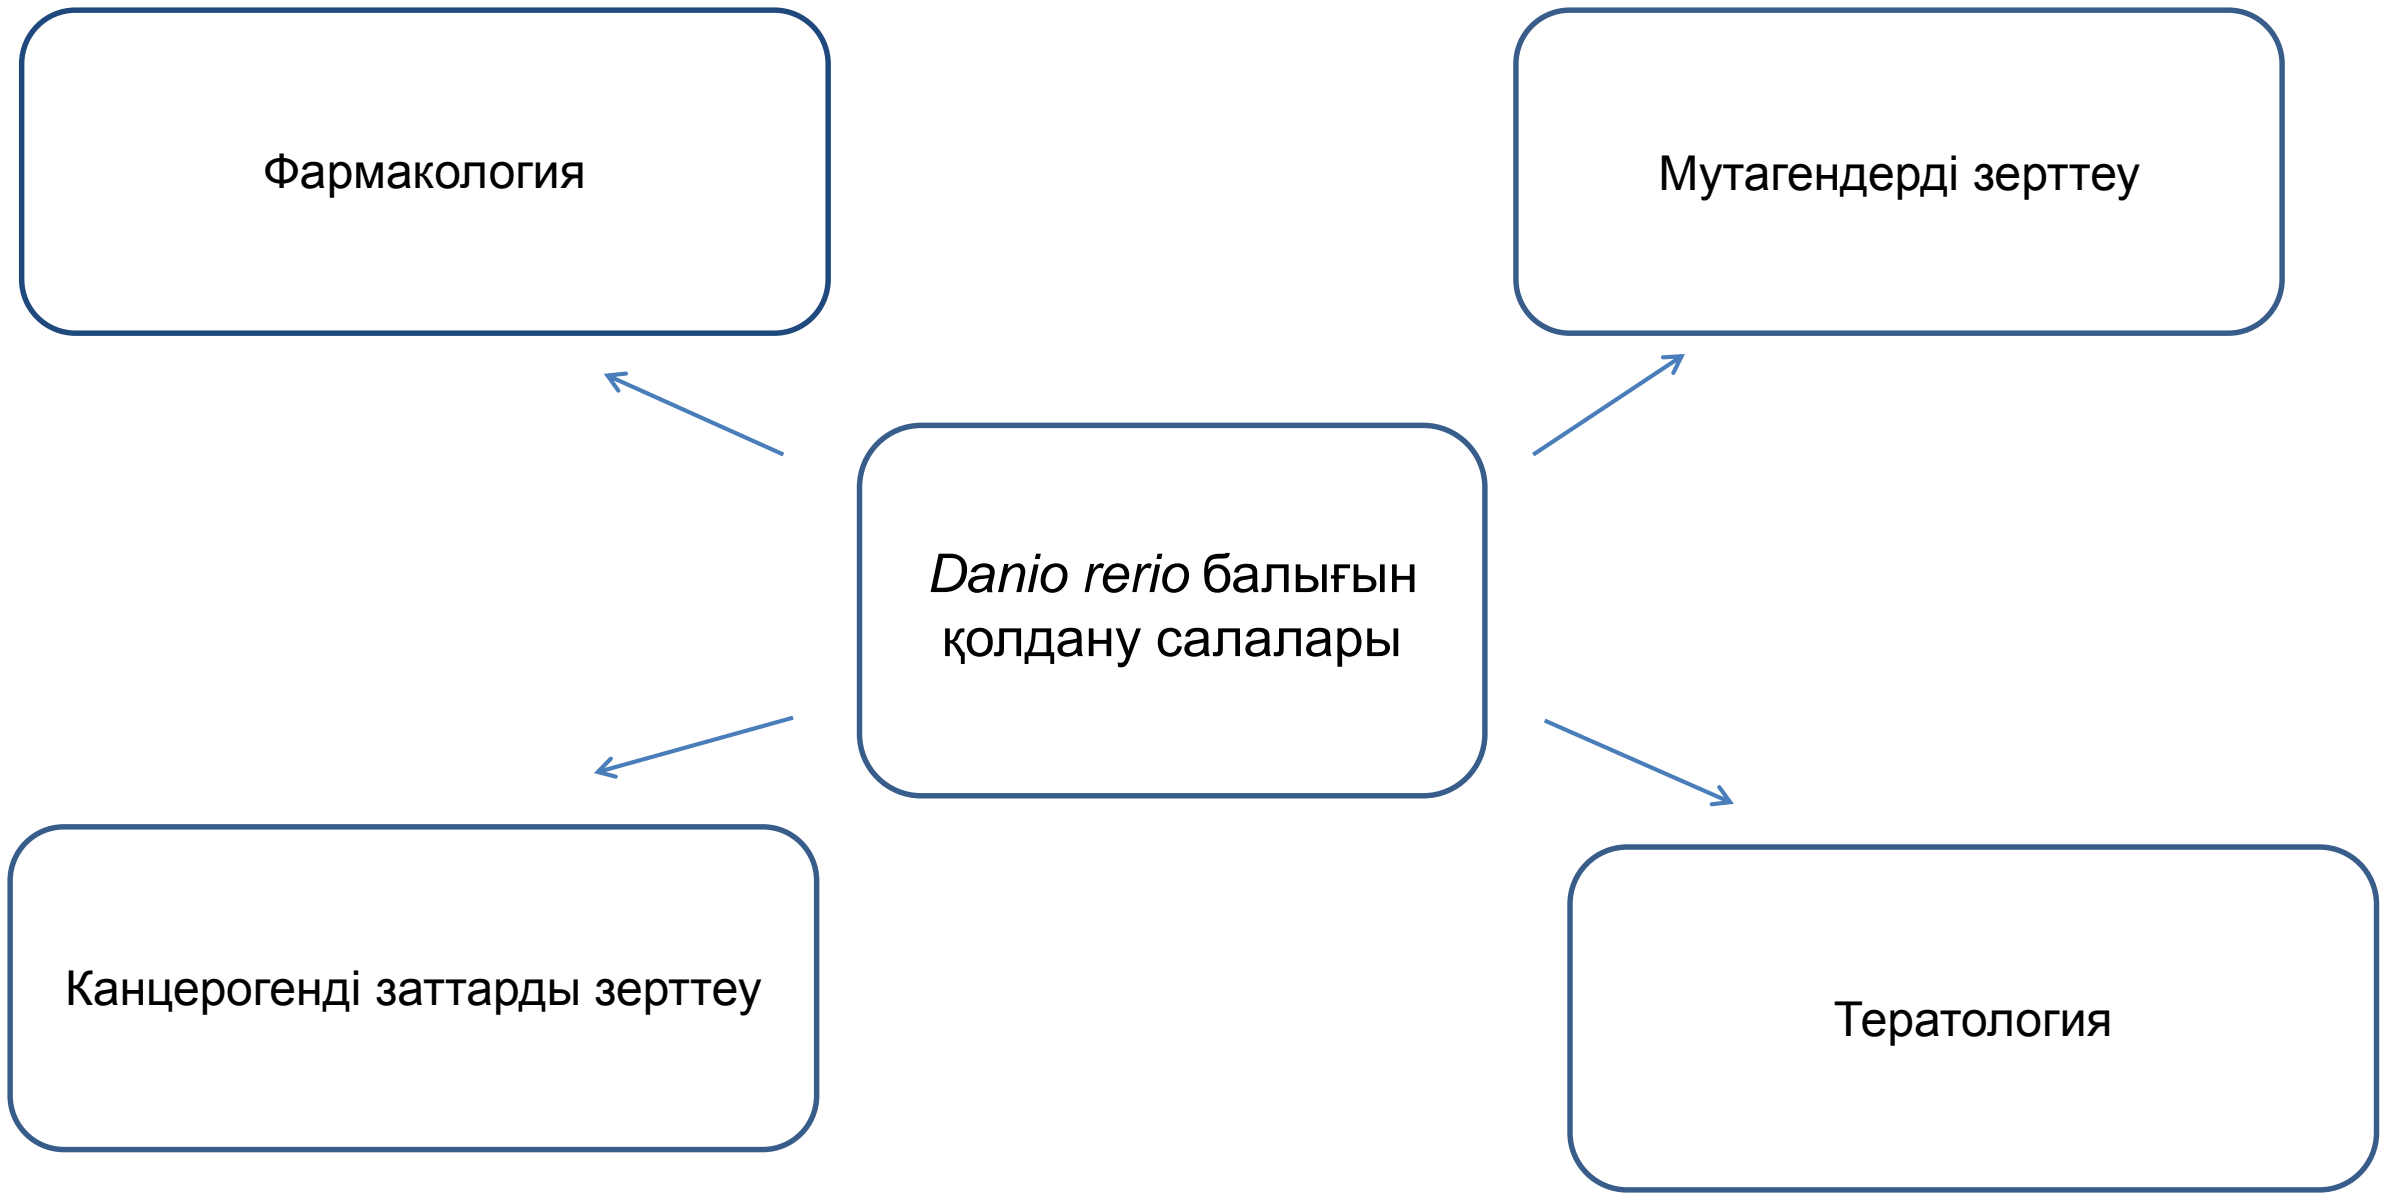 Фармакология
Мутагендерді зерттеу
Danio rerio балығын
қолдану салалары
Канцерогенді заттарды зерттеу
Тератология